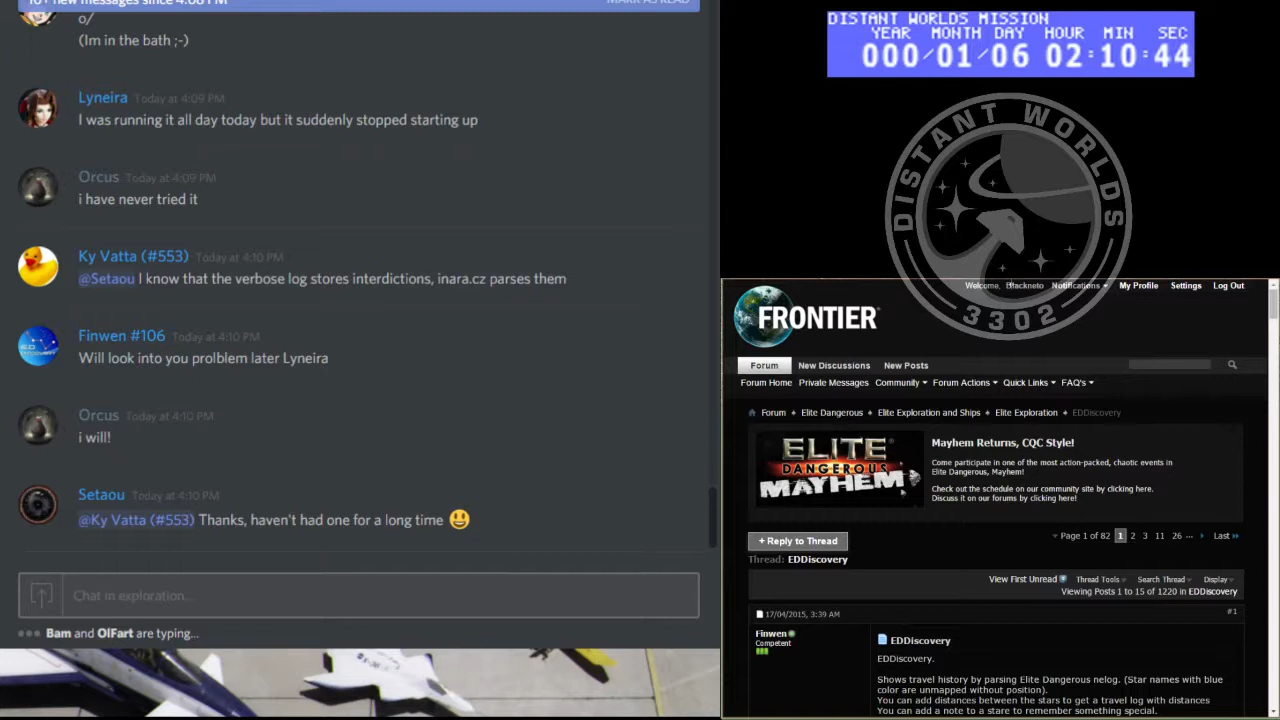 10+ new messages since 4:08 PM
MARK AS READ
o/
(Im in the bath ;-)
Lyneira Today at 4:09 PM
I was running it all day today but it suddenly stopped starting up
Orcus Today at 4:09 PM
i have never tried it
Ky Vatta (#553) Today at 4:10 PM
@Setaou I know that the verbose log stores interdictions, inara.cz parses them
Finwen #106 Today at 4:10 PM
Will look into you prolblem later Lyneira
Orcus Today at 4:10 PM
i will!
Setaou Today at 4:10 PM
@Ky Vatta (#553) Thanks, haven't had one for a long time
Chat in exploration...
Bam and OlFart are typing...
DISTANT WORLDS MISSION
YEAR MONTH DAY HOUR MIN SEC
000/01/06 02:10:44
DISTANT WORLDS
3302
Welcome, Blackneto Notifications My Profile Settings Log Out
FRONTIER
Forum New Discussions New Posts
Forum Home Private Messages Community Forum Actions Quick Links FAQ's
Forum Elite Dangerous Elite Exploration and Ships Elite Exploration EDDiscovery
ELITE
DANGEROUS
MAYHEM
Mayhem Returns, CQC Style!
Come participate in one of the most action-packed, chaotic events in
Elite Dangerous, Mayhem!
Check out the schedule on our community site by clicking here.
Discuss it on our forums by clicking here!
+ Reply to Thread
Page 1 of 82 1 2 3 11 26 ... Last
Thread: EDDiscovery
View First Unread Thread Tools Search Thread Display
Viewing Posts 1 to 15 of 1220 in EDDiscovery
17/04/2015, 3:39 AM #1
Finwen
Competent
EDDiscovery
EDDiscovery.
Shows travel history by parsing Elite Dangerous nelog. (Star names with blue
color are unmapped without position).
You can add distances between the stars to get a travel log with distances
You can add a note to a stare to remember something special.